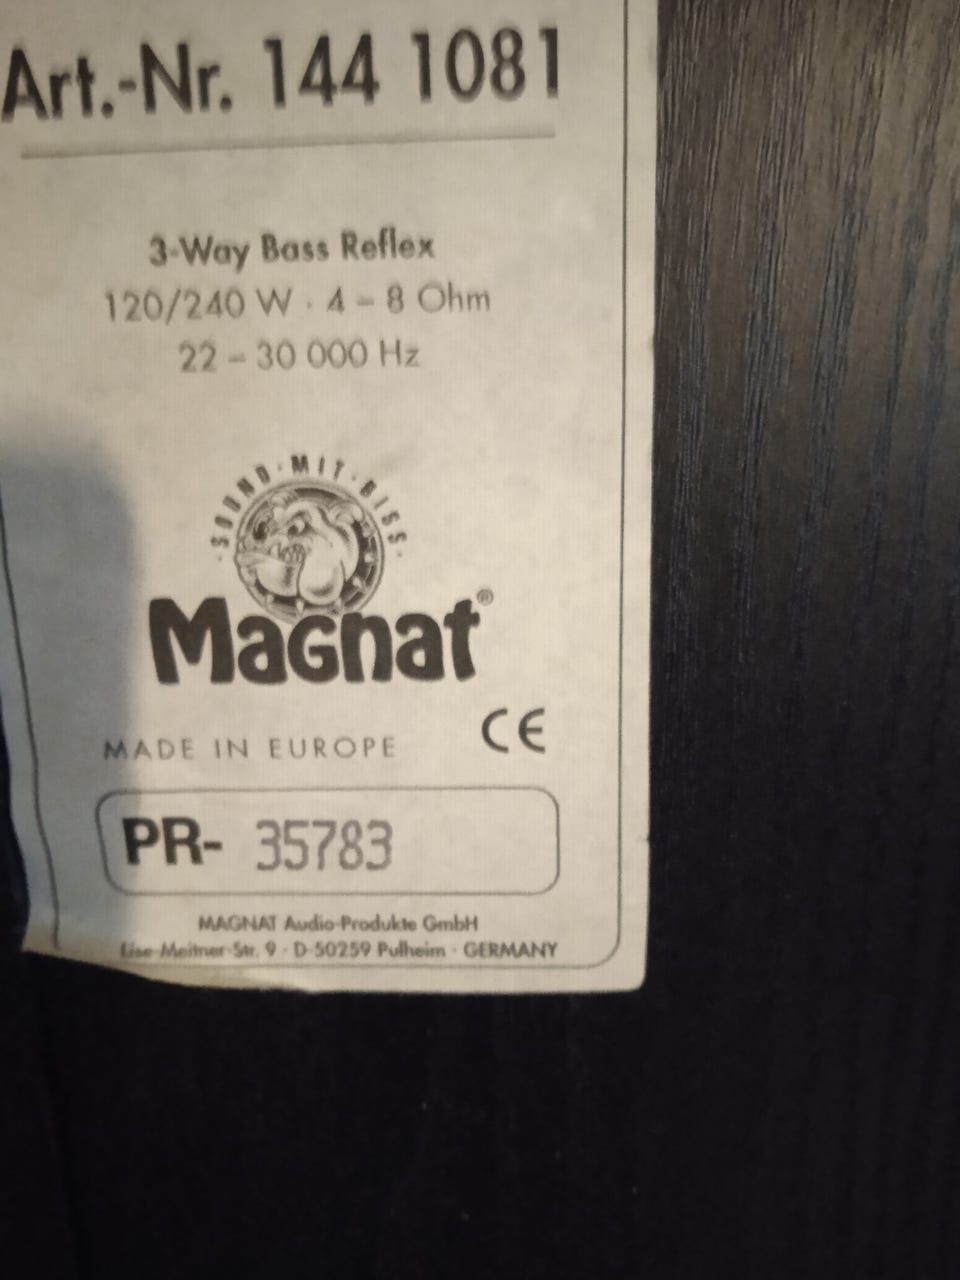 Art.-Nr. 144 1081
3-Way Bass Reflex
120/240 W · 4 – 8 Ohm
22 – 30 000 Hz
· SOUND · MIT · BISS ·
Magnat®
MADE IN EUROPE
CE
PR- 35783
MAGNAT Audio-Produkte GmbH
Lise-Meitner-Str. 9 · D-50259 Pulheim · GERMANY